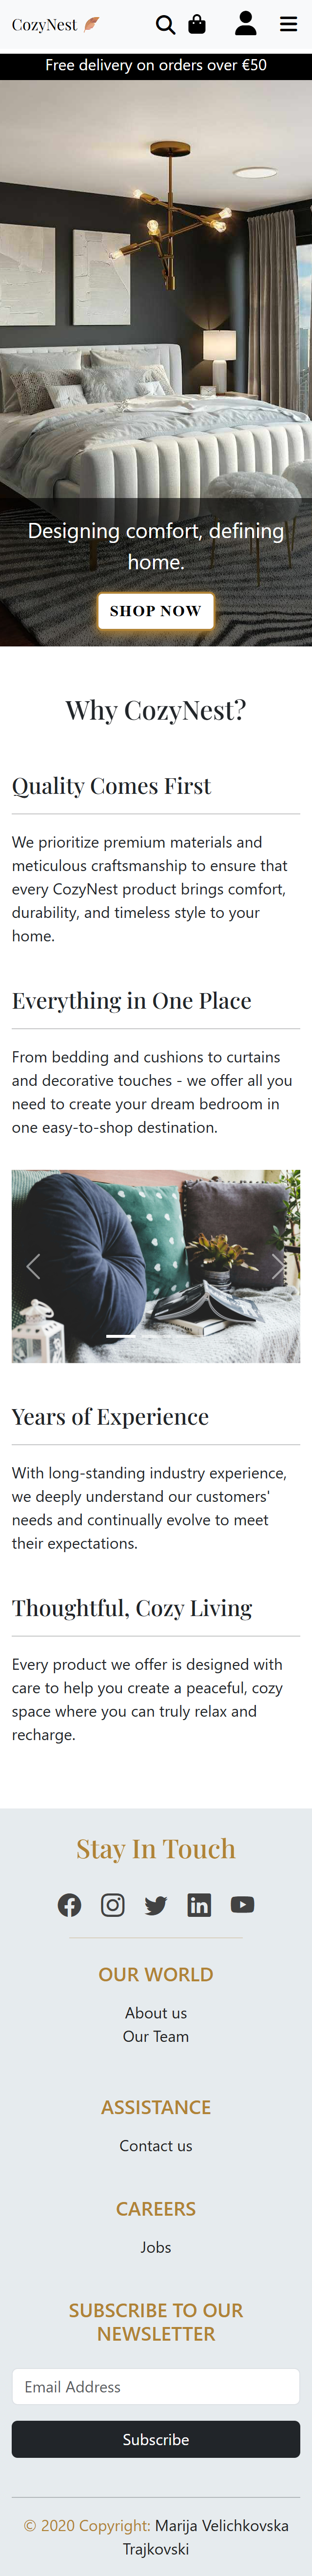 CozyNest
Free delivery on orders over €50
Designing comfort, defining
home.
SHOP NOW
Why CozyNest?
Quality Comes First
We prioritize premium materials and
meticulous craftsmanship to ensure that
every CozyNest product brings comfort,
durability, and timeless style to your
home.
Everything in One Place
From bedding and cushions to curtains
and decorative touches - we offer all you
need to create your dream bedroom in
one easy-to-shop destination.
Years of Experience
With long-standing industry experience,
we deeply understand our customers'
needs and continually evolve to meet
their expectations.
Thoughtful, Cozy Living
Every product we offer is designed with
care to help you create a peaceful, cozy
space where you can truly relax and
recharge.
Stay In Touch
OUR WORLD
About us
Our Team
ASSISTANCE
Contact us
CAREERS
Jobs
SUBSCRIBE TO OUR
NEWSLETTER
Email Address
Subscribe
© 2020 Copyright: Marija Velichkovska
Trajkovski